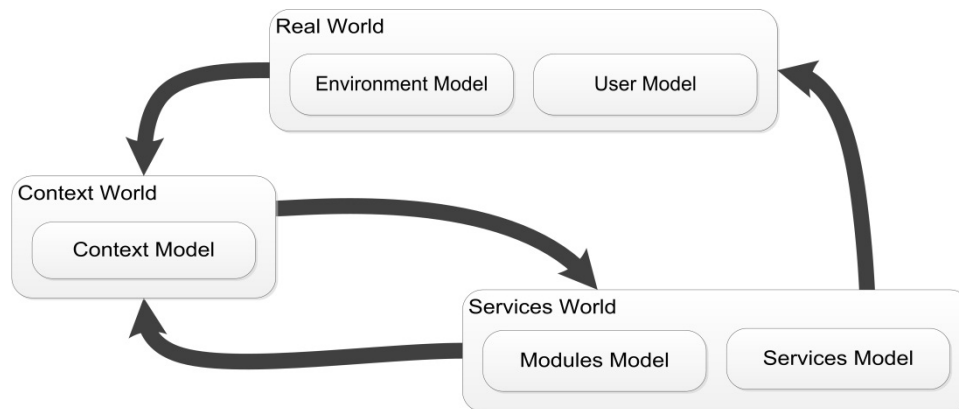 Real World
Environment Model
User Model
Context World
Context Model
Services World
Modules Model
Services Model